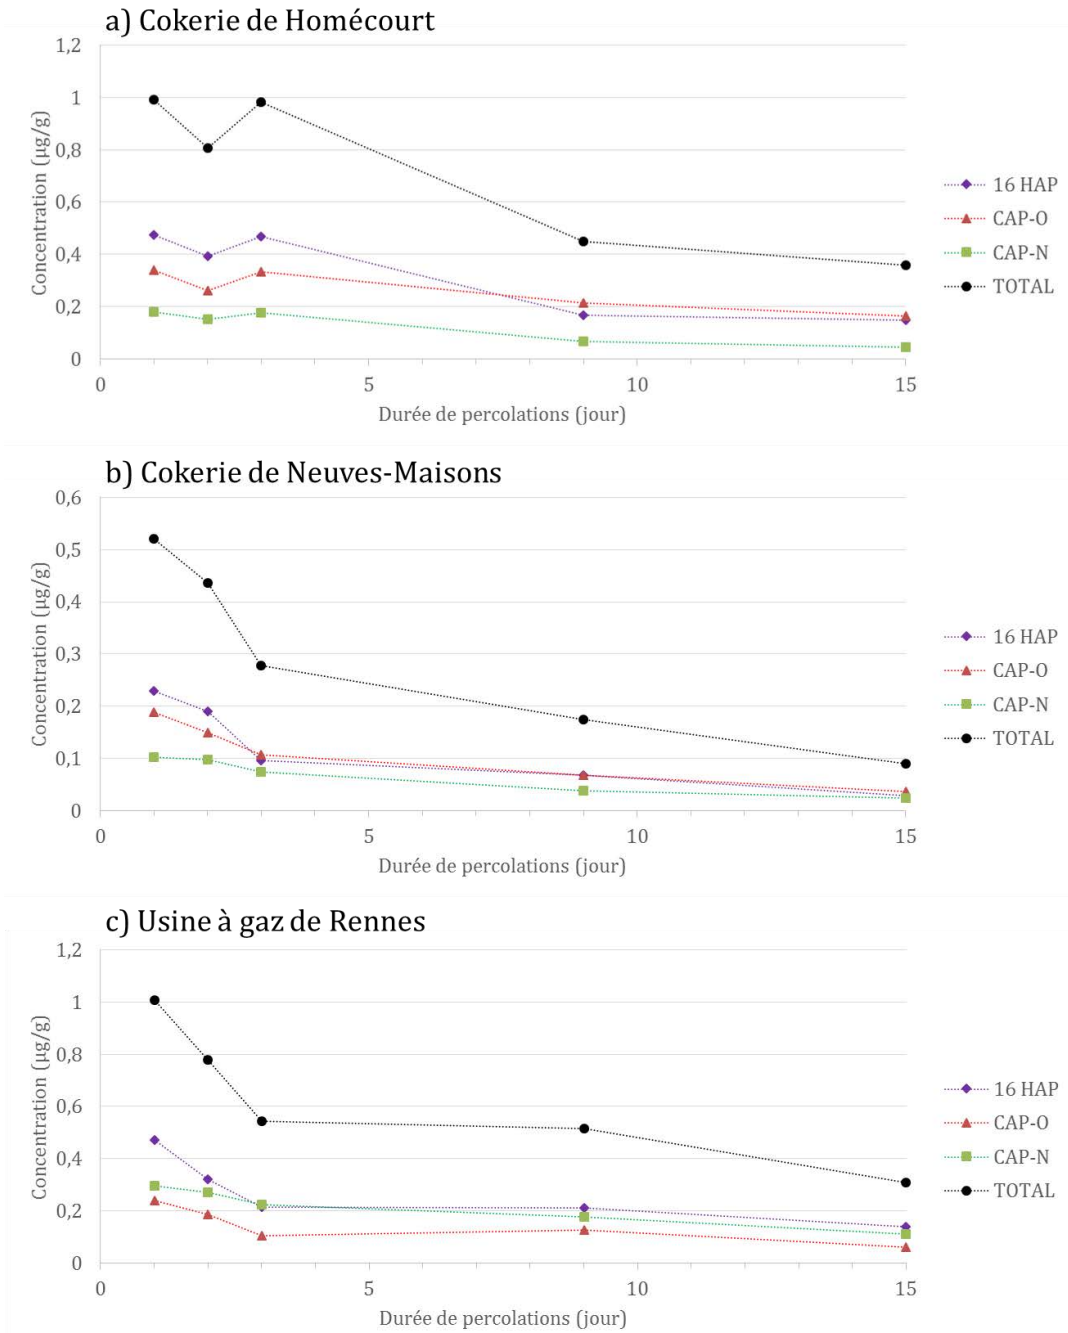 a) Cokerie de Homécourt
1,2
1
0,8
0,6
0,4
0,2
0
Concentration (µg/g)
0
5
10
15
Durée de percolations (jour)
16 HAP
CAP-O
CAP-N
TOTAL
b) Cokerie de Neuves-Maisons
0,6
0,5
0,4
0,3
0,2
0,1
0
Concentration (µg/g)
0
5
10
15
Durée de percolations (jour)
16 HAP
CAP-O
CAP-N
TOTAL
c) Usine à gaz de Rennes
1,2
1
0,8
0,6
0,4
0,2
0
Concentration (µg/g)
0
5
10
15
Durée de percolations (jour)
16 HAP
CAP-O
CAP-N
TOTAL